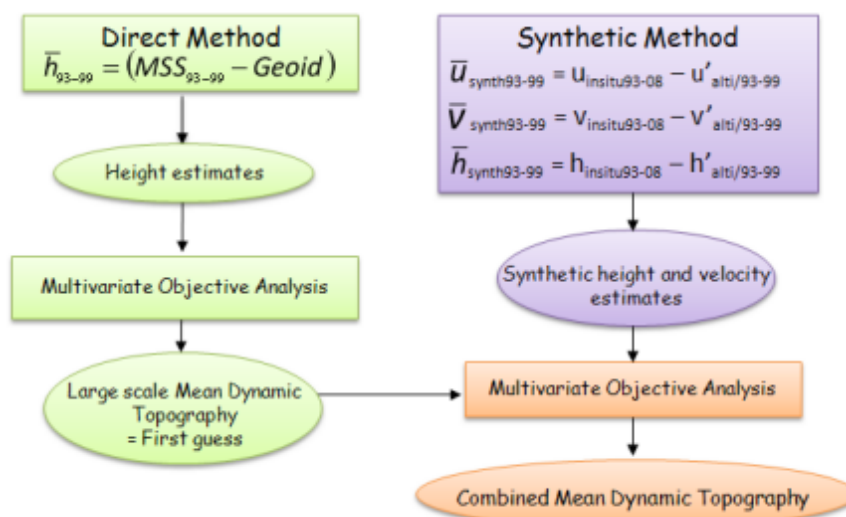 Direct Method
h̅93-99 = (MSS93-99 – Geoid)
Height estimates
Multivariate Objective Analysis
Large scale Mean Dynamic
Topography
= First guess
Synthetic Method
u̅synth93-99 = uinsitu93-08 – u'alti/93-99
v̅synth93-99 = vinsitu93-08 – v'alti/93-99
h̅synth93-99 = hinsitu93-08 – h'alti/93-99
Synthetic height and velocity
estimates
Multivariate Objective Analysis
Combined Mean Dynamic Topography